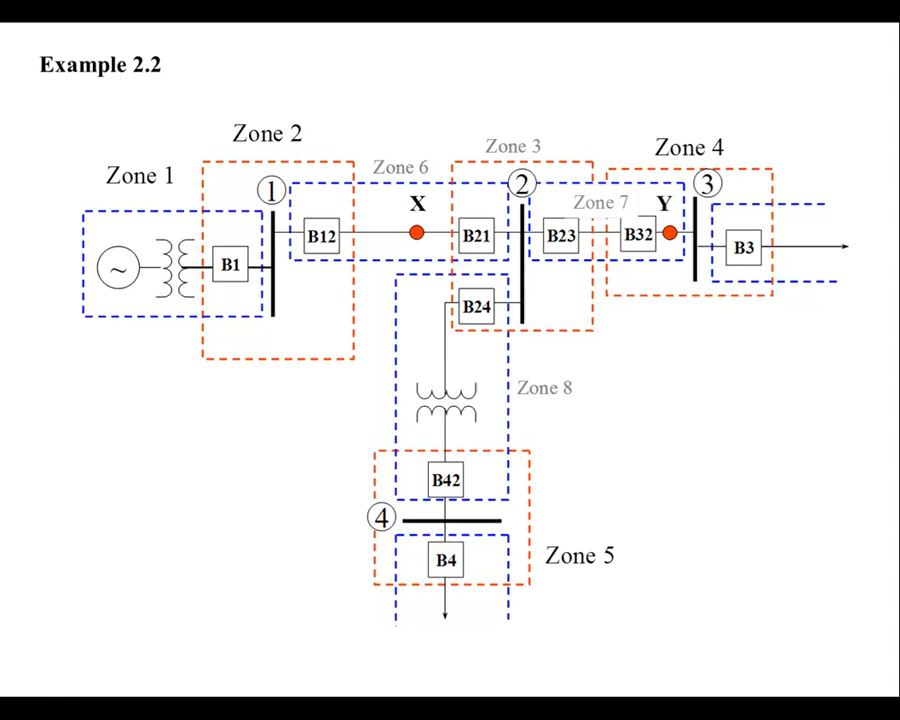 Example 2.2
Zone 2
Zone 3
Zone 4
Zone 6
Zone 1
1
2
3
X
Zone 7
Y
B12
B21
B23
B32
B3
~
B1
B24
Zone 8
B42
4
B4
Zone 5